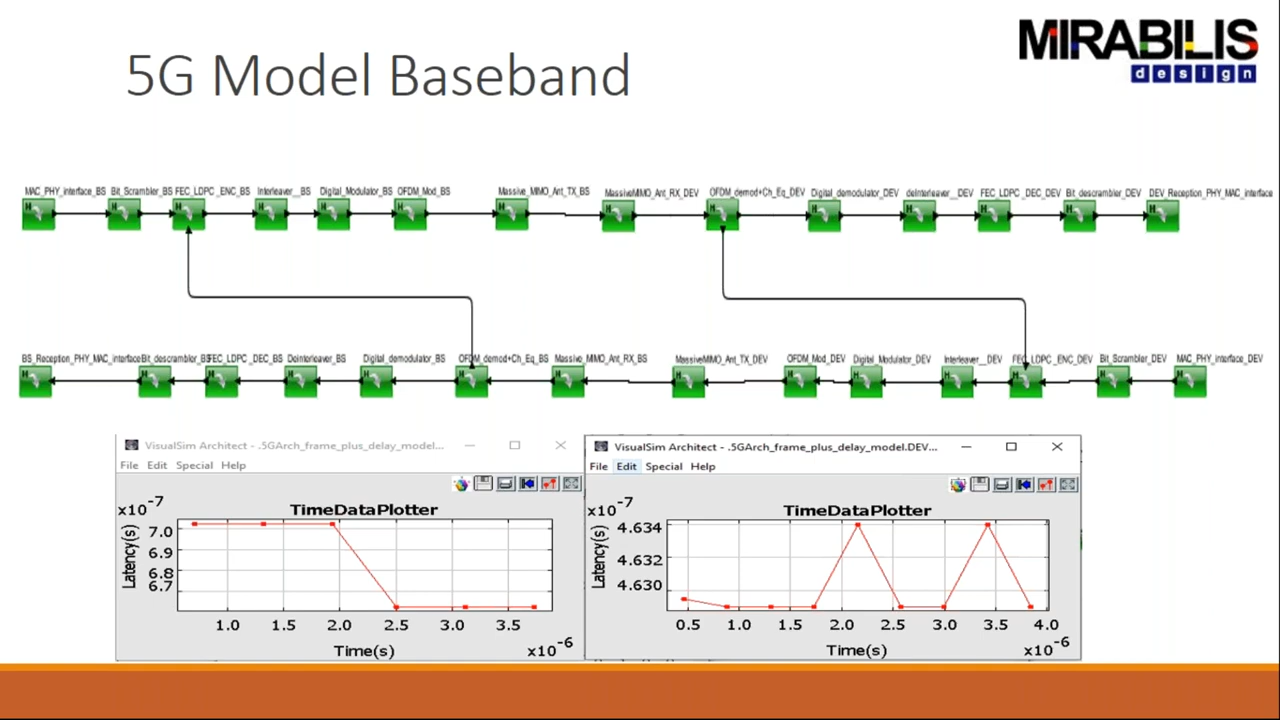 5G Model Baseband
MIRABILIS
design
MAC_PHY_interface_BS Bit_Scrambler_BS FEC_LDPC_ENC_BS Interleaver__BS Digital_Modulator_BS OFDM_Mod_BS Massive_MIMO_Ant_TX_BS MassiveMIMO_Ant_RX_DEV OFDM_demod+Ch_Eq_DEV Digital_demodulator_DEV deInterleaver__DEV FEC_LDPC_DEC_DEV Bit_descrambler_DEV DEV_Reception_PHY_MAC_interface
H H H H H H H H H H H H H H
BS_Reception_PHY_MAC_interface Bit_descrambler_BS FEC_LDPC_DEC_BS Deinterleaver_BS Digital_demodulator_BS OFDM_demod+Ch_Eq_BS Massive_MIMO_Ant_RX_BS MassiveMIMO_Ant_TX_DEV OFDM_Mod_DEV Digital_Modulator_DEV Interleaver__DEV FEC_LDPC_ENC_DEV Bit_Scrambler_DEV MAC_PHY_interface_DEV
H H H H H H H H H H H H H H
VisualSim Architect - .5GArch_frame_plus_delay_model...
File Edit Special Help
x10-7
TimeDataPlotter
7.0
6.9
6.8
6.7
Latency(s)
1.0 1.5 2.0 2.5 3.0 3.5
Time(s)
x10-6
VisualSim Architect - .5GArch_frame_plus_delay_model.DEV...
File Edit Special Help
x10-7
TimeDataPlotter
4.634
4.632
4.630
Latency(s)
0.5 1.0 1.5 2.0 2.5 3.0 3.5 4.0
Time(s)
x10-6